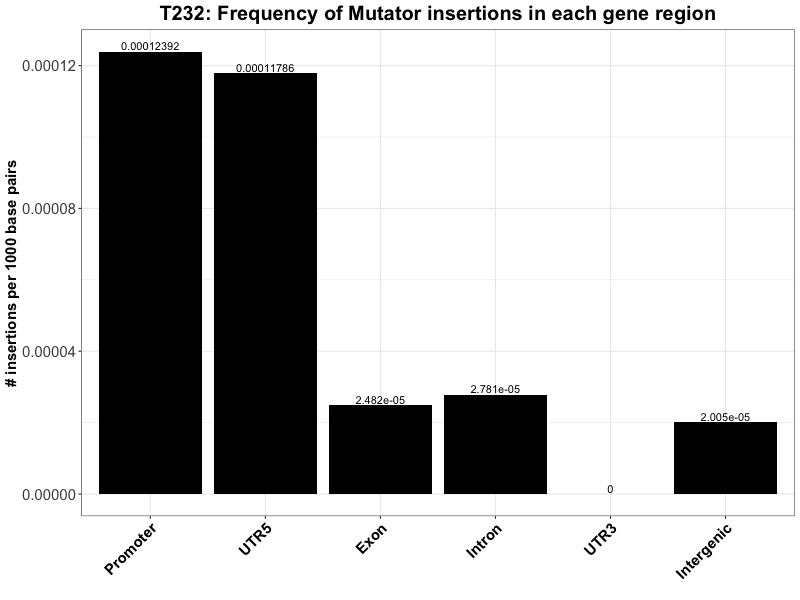 T232: Frequency of Mutator insertions in each gene region
# insertions per 1000 base pairs
0.00012
0.00008
0.00004
0.00000
0.00012392
0.00011786
2.482e-05
2.781e-05
0
2.005e-05
Promoter
UTR5
Exon
Intron
UTR3
Intergenic